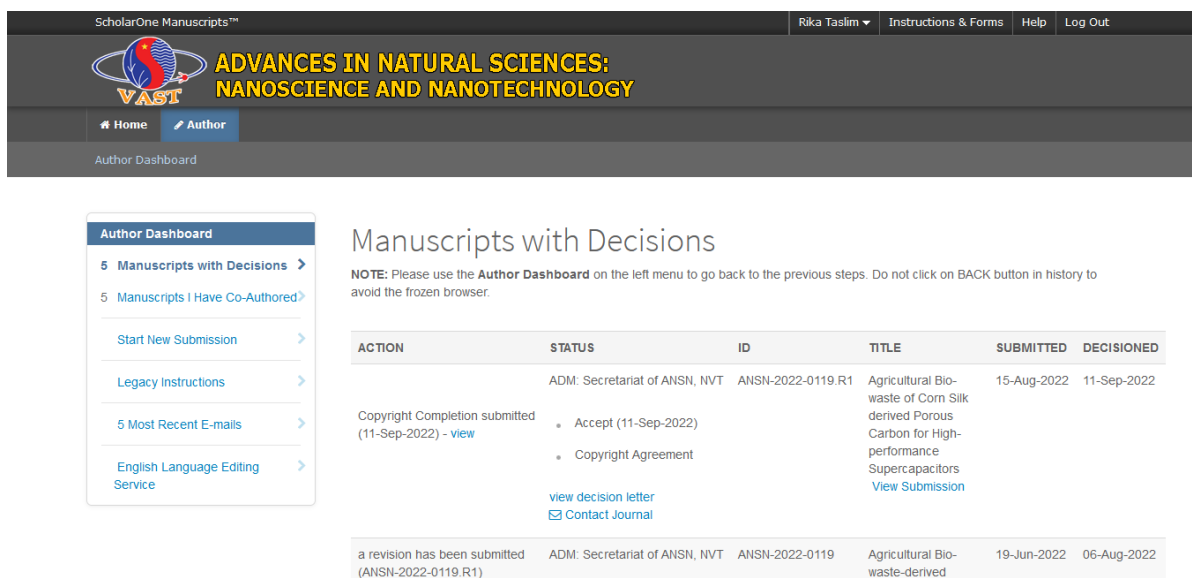 ScholarOne Manuscripts™
Rika Taslim
Instructions & Forms
Help
Log Out
VAST
ADVANCES IN NATURAL SCIENCES:
NANOSCIENCE AND NANOTECHNOLOGY
Home
Author
Author Dashboard
Author Dashboard
5 Manuscripts with Decisions
5 Manuscripts I Have Co-Authored
Start New Submission
Legacy Instructions
5 Most Recent E-mails
English Language Editing
Service
Manuscripts with Decisions
NOTE: Please use the Author Dashboard on the left menu to go back to the previous steps. Do not click on BACK button in history to
avoid the frozen browser.
ACTION STATUS ID TITLE SUBMITTED DECISIONED
Copyright Completion submitted
(11-Sep-2022) - view
ADM: Secretariat of ANSN, NVT
Accept (11-Sep-2022)
Copyright Agreement
view decision letter
Contact Journal
ANSN-2022-0119.R1
Agricultural Bio-
waste of Corn Silk
derived Porous
Carbon for High-
performance
Supercapacitors
View Submission
15-Aug-2022
11-Sep-2022
a revision has been submitted
(ANSN-2022-0119.R1)
ADM: Secretariat of ANSN, NVT
ANSN-2022-0119
Agricultural Bio-
waste-derived
19-Jun-2022
06-Aug-2022